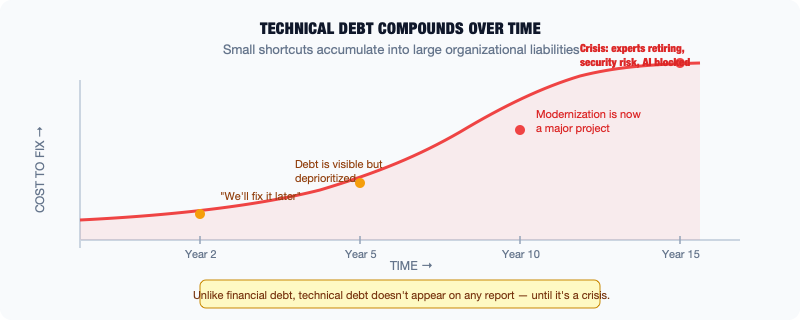 TECHNICAL DEBT COMPOUNDS OVER TIME
Small shortcuts accumulate into large organizational liabilities
Crisis: experts retiring,
security risk, AI blocked
Modernization is now
a major project
Debt is visible but
deprioritized
"We'll fix it later"
COST TO FIX →
Year 2
Year 5
Year 10
Year 15
TIME →
Unlike financial debt, technical debt doesn't appear on any report — until it's a crisis.